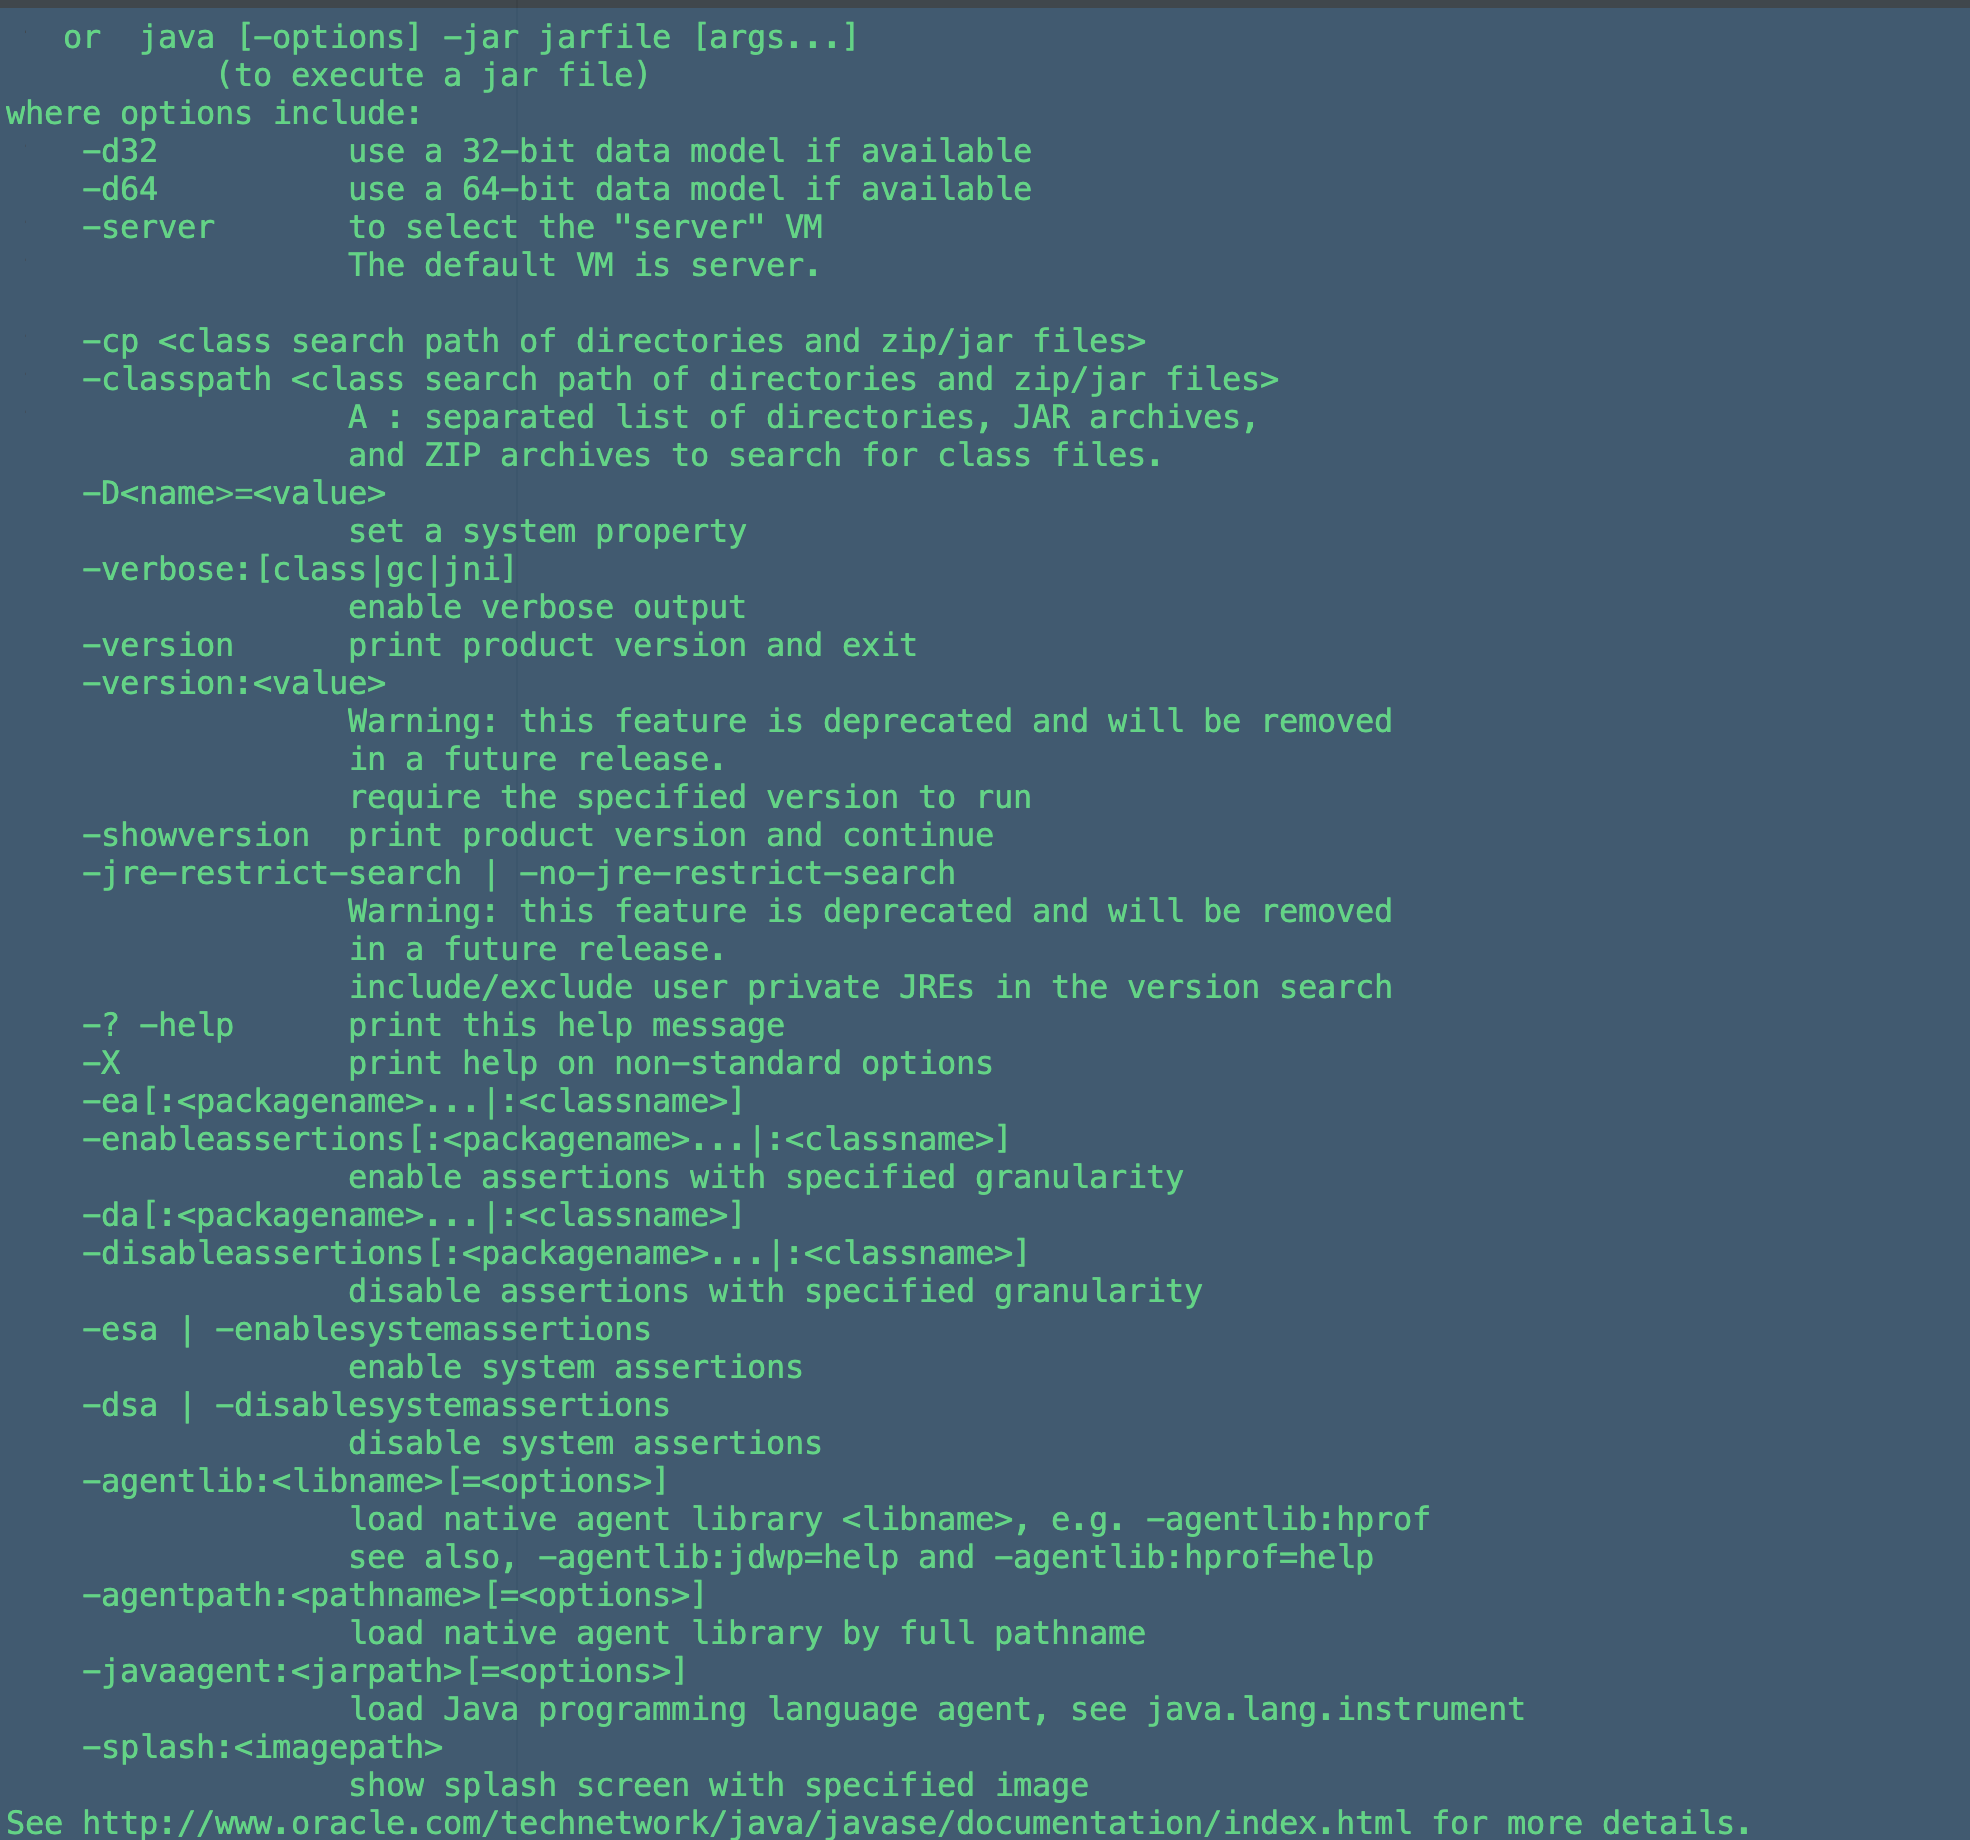 or  java [-options] -jar jarfile [args...]
           (to execute a jar file)
where options include:
    -d32          use a 32-bit data model if available
    -d64          use a 64-bit data model if available
    -server       to select the "server" VM
                  The default VM is server.

    -cp <class search path of directories and zip/jar files>
    -classpath <class search path of directories and zip/jar files>
                  A : separated list of directories, JAR archives,
                  and ZIP archives to search for class files.
    -D<name>=<value>
                  set a system property
    -verbose:[class|gc|jni]
                  enable verbose output
    -version      print product version and exit
    -version:<value>
                  Warning: this feature is deprecated and will be removed
                  in a future release.
                  require the specified version to run
    -showversion  print product version and continue
    -jre-restrict-search | -no-jre-restrict-search
                  Warning: this feature is deprecated and will be removed
                  in a future release.
                  include/exclude user private JREs in the version search
    -? -help      print this help message
    -X            print help on non-standard options
    -ea[:<packagename>...|:<classname>]
    -enableassertions[:<packagename>...|:<classname>]
                  enable assertions with specified granularity
    -da[:<packagename>...|:<classname>]
    -disableassertions[:<packagename>...|:<classname>]
                  disable assertions with specified granularity
    -esa | -enablesystemassertions
                  enable system assertions
    -dsa | -disablesystemassertions
                  disable system assertions
    -agentlib:<libname>[=<options>]
                  load native agent library <libname>, e.g. -agentlib:hprof
                  see also, -agentlib:jdwp=help and -agentlib:hprof=help
    -agentpath:<pathname>[=<options>]
                  load native agent library by full pathname
    -javaagent:<jarpath>[=<options>]
                  load Java programming language agent, see java.lang.instrument
    -splash:<imagepath>
                  show splash screen with specified image
See http://www.oracle.com/technetwork/java/javase/documentation/index.html for more details.